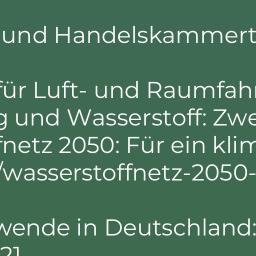 und Handelskammert
für Luft- und Raumfahr
g und Wasserstoff: Zwe
fnetz 2050: Für ein klim
/wasserstoffnetz-2050-
wende in Deutschland:
21